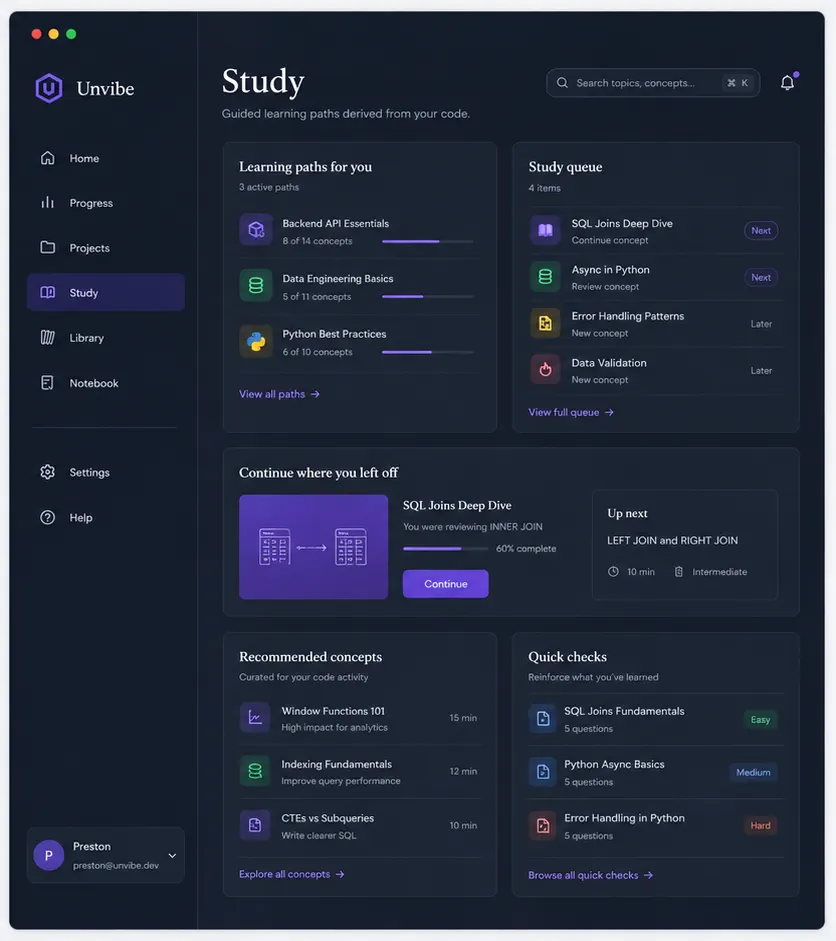 Unvibe
Home
Progress
Projects
Study
Library
Notebook
Settings
Help
P
Preston
preston@unvibe.dev
Study
Guided learning paths derived from your code.
Search topics, concepts...
⌘ K
Learning paths for you
3 active paths
Backend API Essentials
8 of 14 concepts
Data Engineering Basics
5 of 11 concepts
Python Best Practices
6 of 10 concepts
View all paths →
Study queue
4 items
SQL Joins Deep Dive
Continue concept
Next
Async in Python
Review concept
Next
Error Handling Patterns
New concept
Later
Data Validation
New concept
Later
View full queue →
Continue where you left off
SQL Joins Deep Dive
You were reviewing INNER JOIN
60% complete
Continue
Up next
LEFT JOIN and RIGHT JOIN
10 min
Intermediate
Recommended concepts
Curated for your code activity
Window Functions 101
High impact for analytics
15 min
Indexing Fundamentals
Improve query performance
12 min
CTEs vs Subqueries
Write clearer SQL
10 min
Explore all concepts →
Quick checks
Reinforce what you've learned
SQL Joins Fundamentals
5 questions
Easy
Python Async Basics
5 questions
Medium
Error Handling in Python
5 questions
Hard
Browse all quick checks →